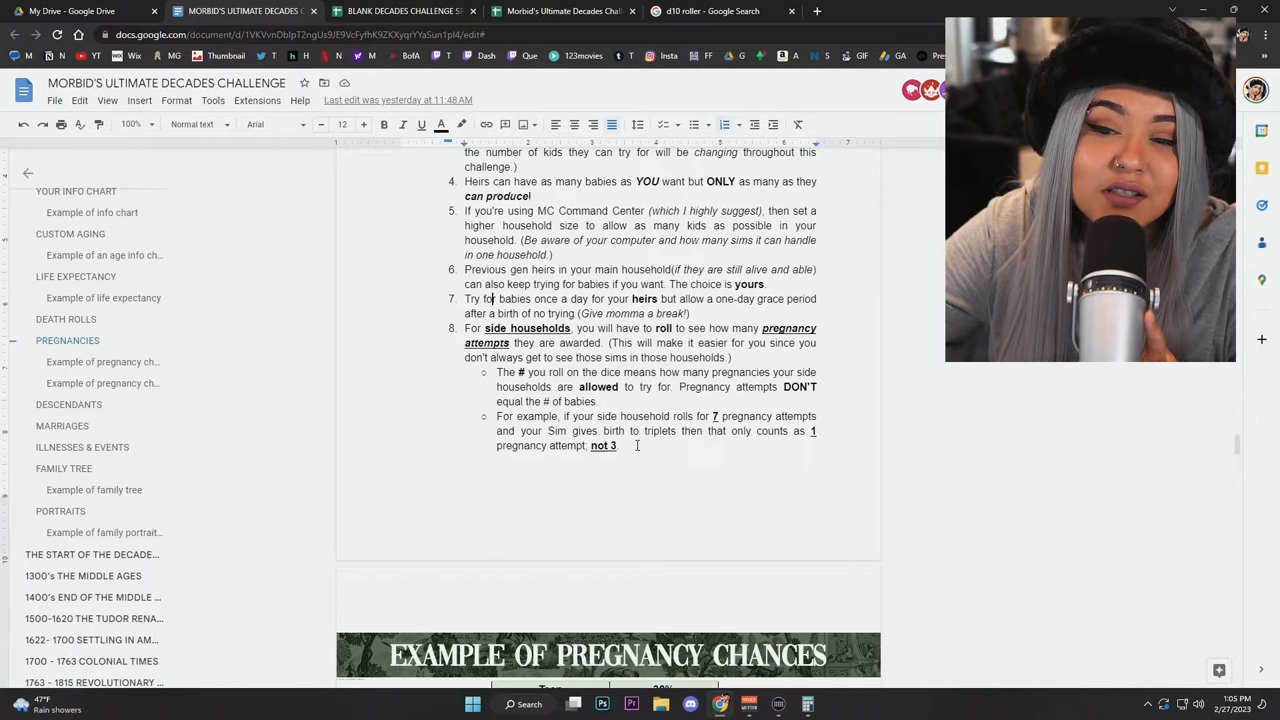 My Drive - Google Drive
MORBID'S ULTIMATE DECADES C
BLANK DECADES CHALLENGE SP
d10 roller - Google Search
docs.google.com/document/d/1VKVvnDbIpT2ngUs9JE9VcFyfhK9ZKXyqrYYaSun1pI4/edit#
Thumbnail
Twitch
Bot
Tube
Pose
123movies
Dashboard
Quest
GIF
GA
Pix
MORBID'S ULTIMATE DECADES CHALLENGE
File Edit View Insert Format Tools Extensions Help Last edit was yesterday at 11:48 AM
100% Normal text Arial 12
the number of kids they can try for will be changing throughout this
challenge.)
4. Heirs can have as many babies as YOU want but ONLY as many as they
can produce!
5. If you're using MC Command Center (which I highly suggest), then set a
higher household size to allow as many kids as possible in your
household. (Be aware of your computer and how many sims it can handle
in one household.)
6. Previous gen heirs in your main household(if they are still alive and able)
can also keep trying for babies if you want. The choice is yours.
7. Try for babies once a day for your heirs but allow a one-day grace period
after a birth of no trying (Give momma a break!)
8. For side households, you will have to roll to see how many pregnancy
attempts they are awarded. (This will make it easier for you since you
don't always get to see those sims in those households.)
○ The # you roll on the dice means how many pregnancies your side
households are allowed to try for. Pregnancy attempts DON'T
equal the # of babies.
○ For example, if your side household rolls for 7 pregnancy attempts
and your Sim gives birth to triplets then that only counts as 1
pregnancy attempt; not 3.
EXAMPLE OF PREGNANCY CHANCES
Teen 20%
YOUR INFO CHART
Example of info chart
CUSTOM AGING
Example of an age info ch...
LIFE EXPECTANCY
Example of life expectancy
DEATH ROLLS
PREGNANCIES
Example of pregnancy ch...
Example of pregnancy ch...
DESCENDANTS
MARRIAGES
ILLNESSES & EVENTS
FAMILY TREE
Example of family tree
PORTRAITS
Example of family portrait...
THE START OF THE DECADE...
1300's THE MIDDLE AGES
1400's END OF THE MIDDLE ...
1500-1620 THE TUDOR RENA...
1622- 1700 SETTLING IN AM...
1700 - 1763 COLONIAL TIMES
1763 - 1815 REVOLUTIONARY ...
47°F
Rain showers
Search
1:05 PM
2/27/2023